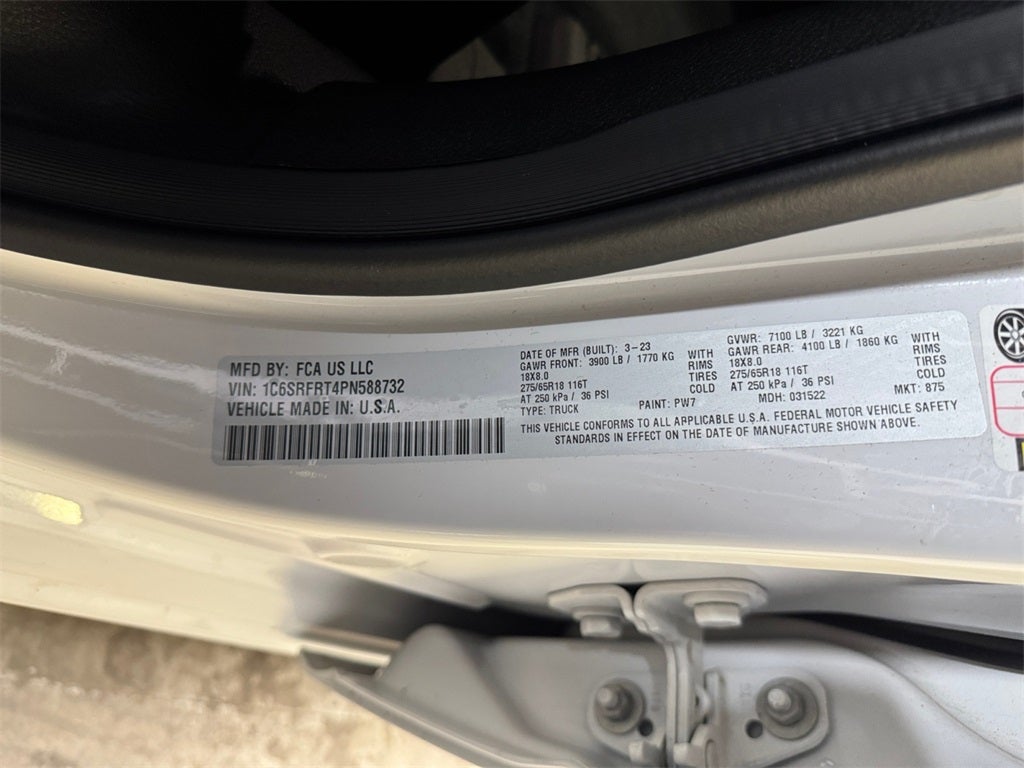 MFD BY: FCA US LLC
VIN: 1C6SRFRT4PN588732
VEHICLE MADE IN: U.S.A.
DATE OF MFR (BUILT): 3-23
GAWR FRONT: 3900 LB / 1770 KG WITH
18X8.0 RIMS
275/65R18 116T TIRES
AT 250 kPa / 36 PSI COLD
TYPE: TRUCK PAINT: PW7
GVWR: 7100 LB / 3221 KG
GAWR REAR: 4100 LB / 1860 KG WITH
18X8.0 RIMS
275/65R18 116T TIRES
AT 250 kPa / 36 PSI COLD
MDH: 031522 MKT: 875
THIS VEHICLE CONFORMS TO ALL APPLICABLE U.S.A. FEDERAL MOTOR VEHICLE SAFETY
STANDARDS IN EFFECT ON THE DATE OF MANUFACTURE SHOWN ABOVE.